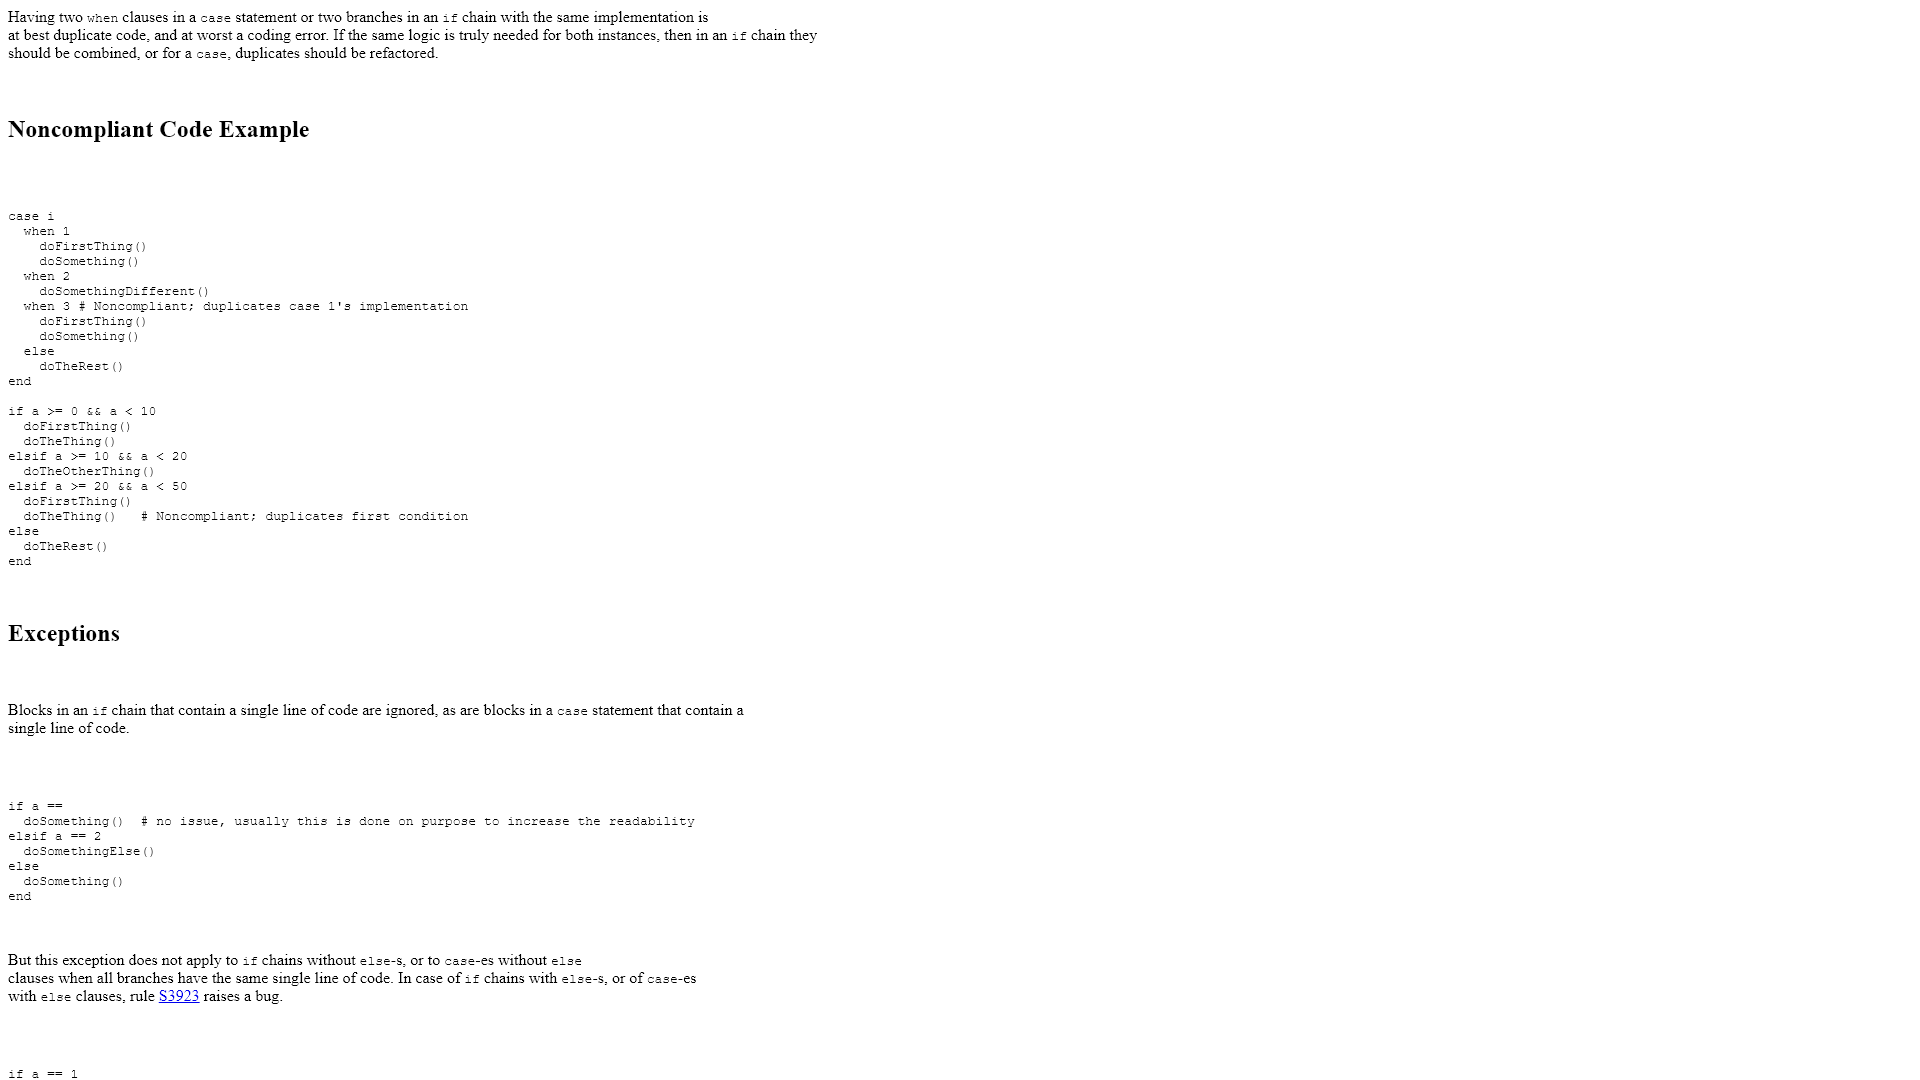 Having two when clauses in a case statement or two branches in an if chain with the same implementation is
at best duplicate code, and at worst a coding error. If the same logic is truly needed for both instances, then in an if chain they
should be combined, or for a case, duplicates should be refactored.
Noncompliant Code Example
case i
  when 1
    doFirstThing()
    doSomething()
  when 2
    doSomethingDifferent()
  when 3 # Noncompliant; duplicates case 1's implementation
    doFirstThing()
    doSomething()
  else
    doTheRest()
end
if a >= 0 && a < 10
  doFirstThing()
  doTheThing()
elsif a >= 10 && a < 20
  doTheOtherThing()
elsif a >= 20 && a < 50
  doFirstThing()
  doTheThing()   # Noncompliant; duplicates first condition
else
  doTheRest()
end
Exceptions
Blocks in an if chain that contain a single line of code are ignored, as are blocks in a case statement that contain a
single line of code.
if a ==
  doSomething()  # no issue, usually this is done on purpose to increase the readability
elsif a == 2
  doSomethingElse()
else
  doSomething()
end
But this exception does not apply to if chains without else-s, or to case-es without else
clauses when all branches have the same single line of code. In case of if chains with else-s, or of case-es
with else clauses, rule S3923 raises a bug.
if a == 1